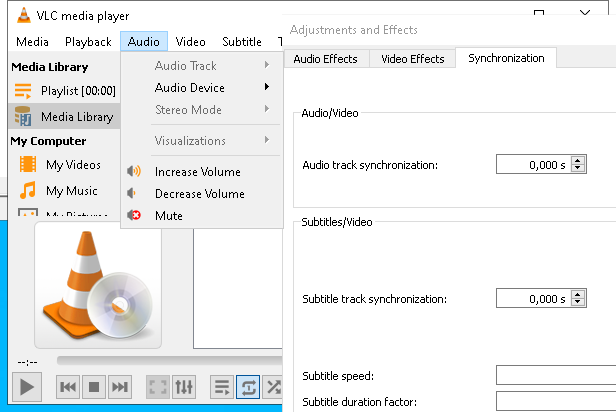 VLC media player
Media Playback Audio Video Subtitle T
Media Library
Playlist [00:00]
Media Library
My Computer
My Videos
My Music
My Pictures
Audio Track
Audio Device
Stereo Mode
Visualizations
Increase Volume
Decrease Volume
Mute
--:--
Adjustments and Effects
Audio Effects Video Effects Synchronization
Audio/Video
Audio track synchronization: 0,000 s
Subtitles/Video
Subtitle track synchronization: 0,000 s
Subtitle speed:
Subtitle duration factor: